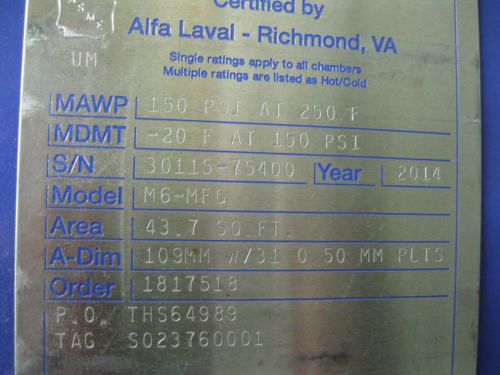 ASME
Certified by
Alfa Laval - Richmond, VA
UM
Single ratings apply to all chambers
Multiple ratings are listed as Hot/Cold
MAWP 150 PSI AT 250 F
MDMT -20 F AT 150 PSI
S/N 30115-75400 Year 2014
Model M6-MFG
Area 43.7 SQ.FT.
A-Dim 109MM W/31 0.50 MM PLTS
Order 1817518
P.O. THS64989
TAG S023760001